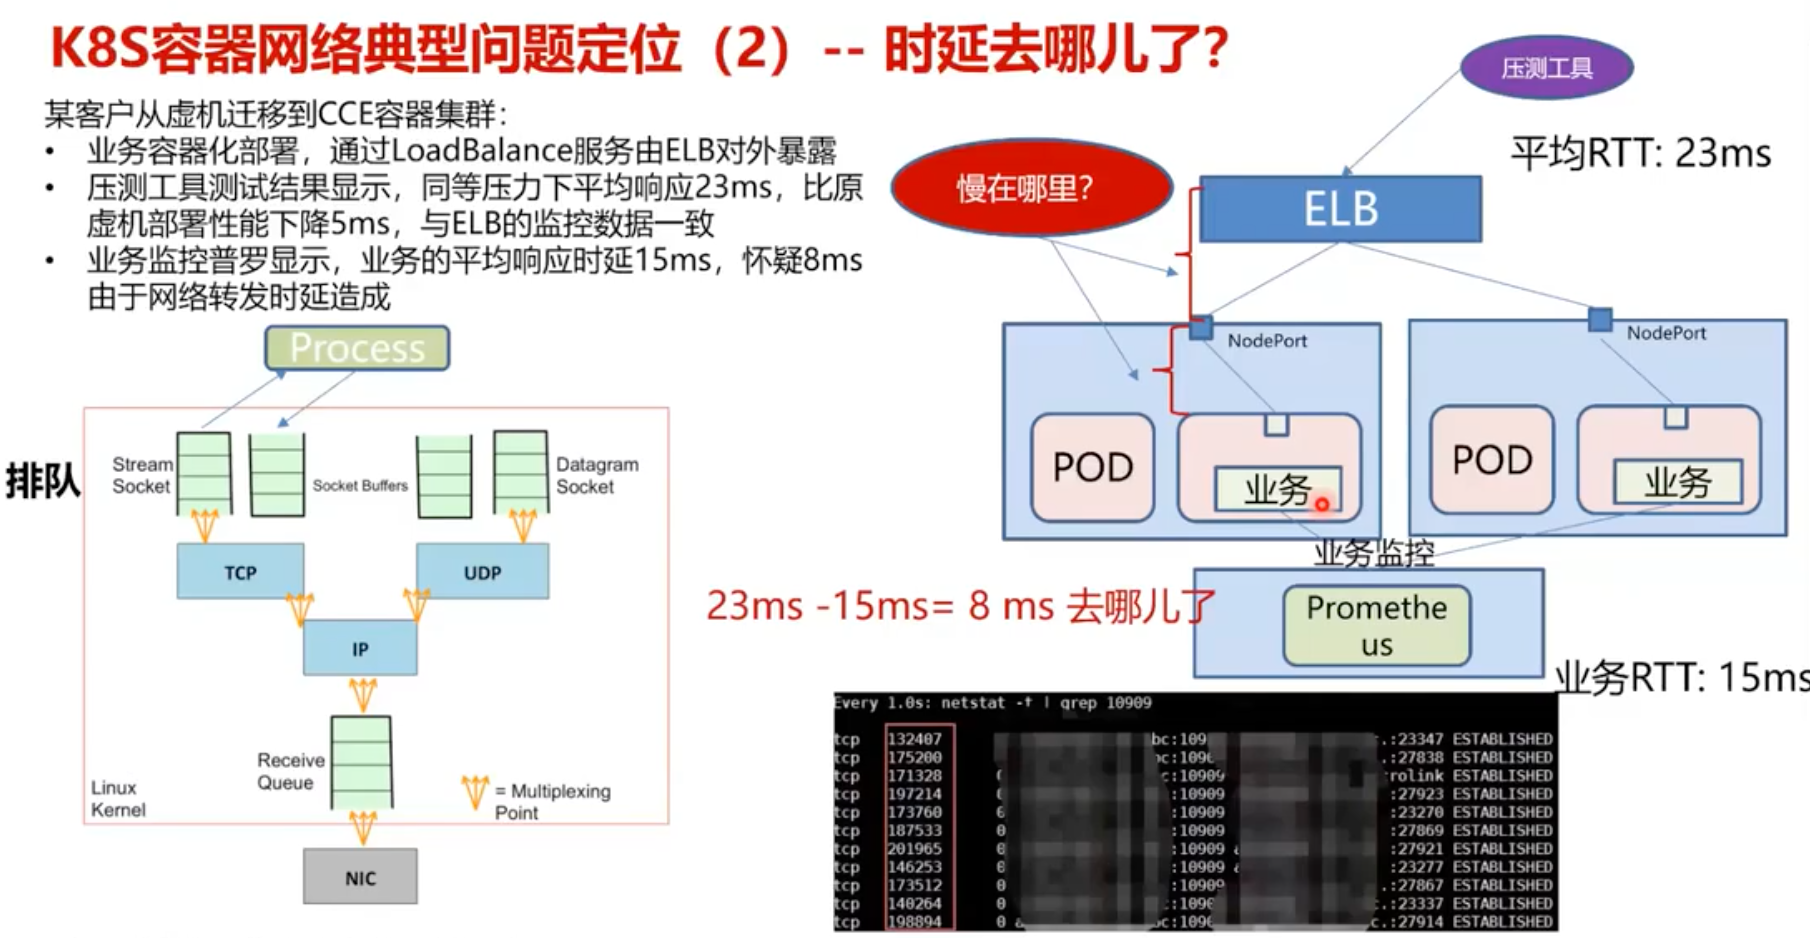 K8S容器网络典型问题定位（2）-- 时延去哪儿了？
某客户从虚机迁移到CCE容器集群：
• 业务容器化部署，通过LoadBalance服务由ELB对外暴露
• 压测工具测试结果显示，同等压力下平均响应23ms，比原
虚机部署性能下降5ms，与ELB的监控数据一致
• 业务监控普罗显示，业务的平均响应时延15ms，怀疑8ms
由于网络转发时延造成
压测工具
平均RTT: 23ms
慢在哪里？
ELB
NodePort
NodePort
POD
业务
POD
业务
业务监控
Promethe
us
业务RTT: 15ms
23ms -15ms= 8 ms 去哪儿了
Process
排队
Stream
Socket
Socket Buffers
Datagram
Socket
TCP
UDP
IP
Receive
Queue
Linux
Kernel
= Multiplexing
Point
NIC
Every 1.0s: netstat -t | grep 10909
tcp 132407 bc:109 .:23347 ESTABLISHED
tcp 175200 :1090 .:27838 ESTABLISHED
tcp 171328 :10909 rolink ESTABLISHED
tcp 197214 :10909 :27923 ESTABLISHED
tcp 173760 :10909 :23270 ESTABLISHED
tcp 187533 0 :10909 :27869 ESTABLISHED
tcp 201965 0 :10909 :27921 ESTABLISHED
tcp 146253 0 :10909 :23277 ESTABLISHED
tcp 173512 0 :10909 .:27867 ESTABLISHED
tcp 140264 0 :1090 .:23337 ESTABLISHED
tcp 198894 0 bc:1090 .:27914 ESTABLISHED